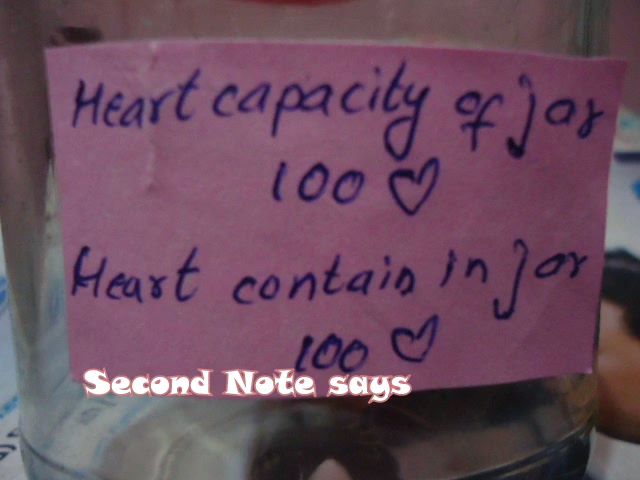 Heart capacity of jar
100 ♡
Heart contain in jar
100 ♡
Second Note says